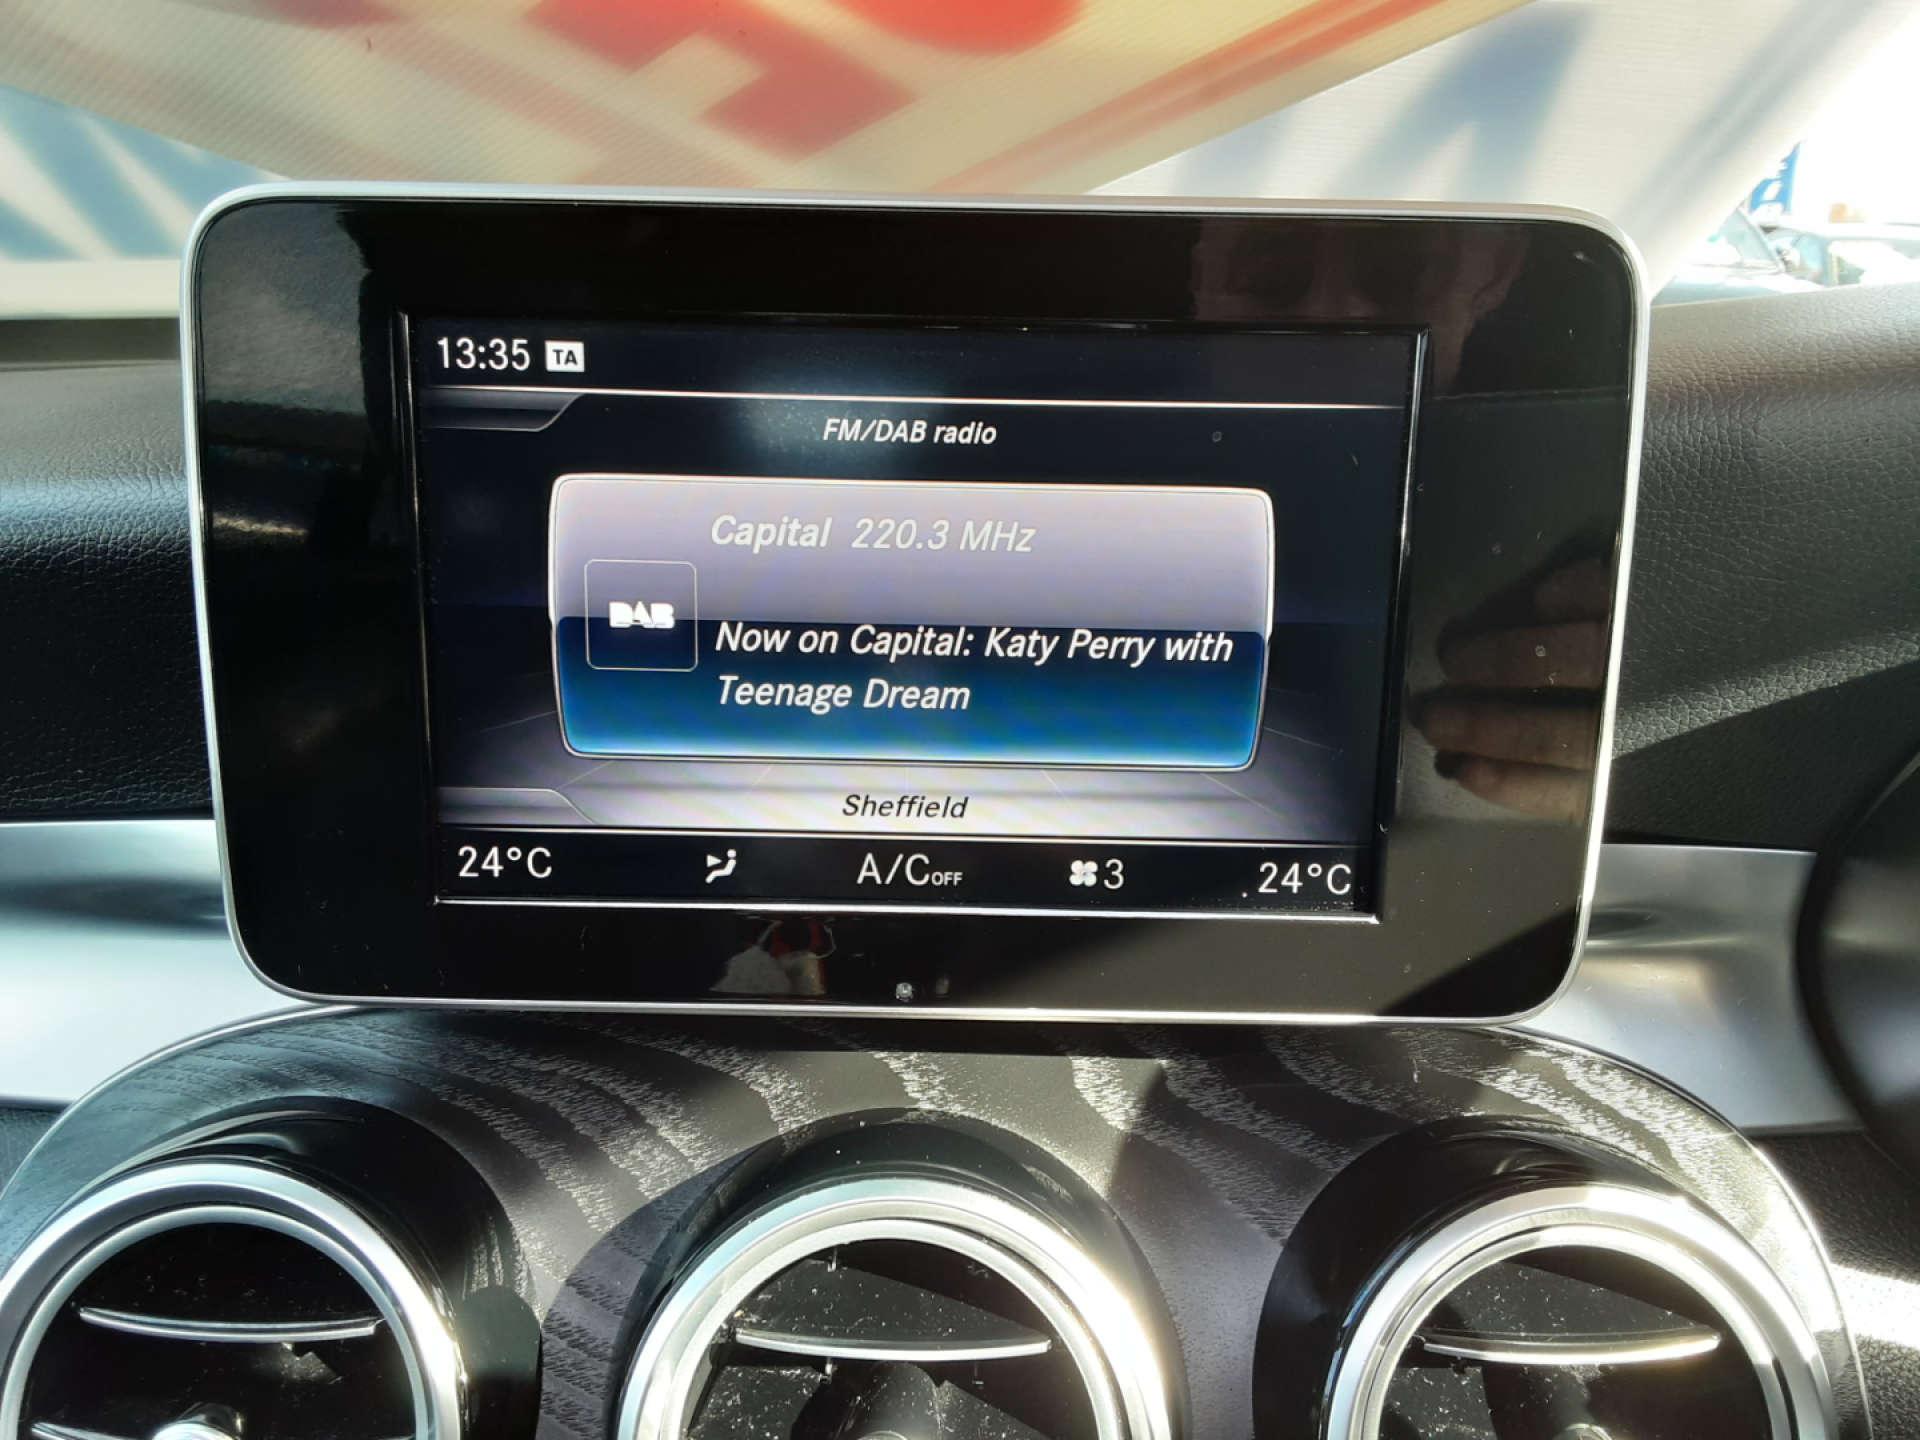 13:35 TA
FM/DAB radio
Capital 220.3 MHz
DAB
Now on Capital: Katy Perry with
Teenage Dream
Sheffield
24°C A/C OFF 3 24°C